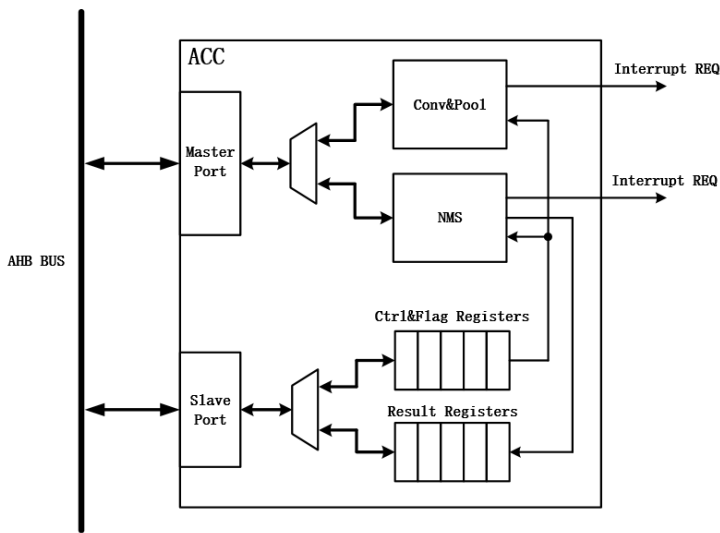 ACC
Interrupt REQ
Conv&Pool
Master
Port
Interrupt REQ
NMS
AHB BUS
Ctrl&Flag Registers
Slave
Port
Result Registers